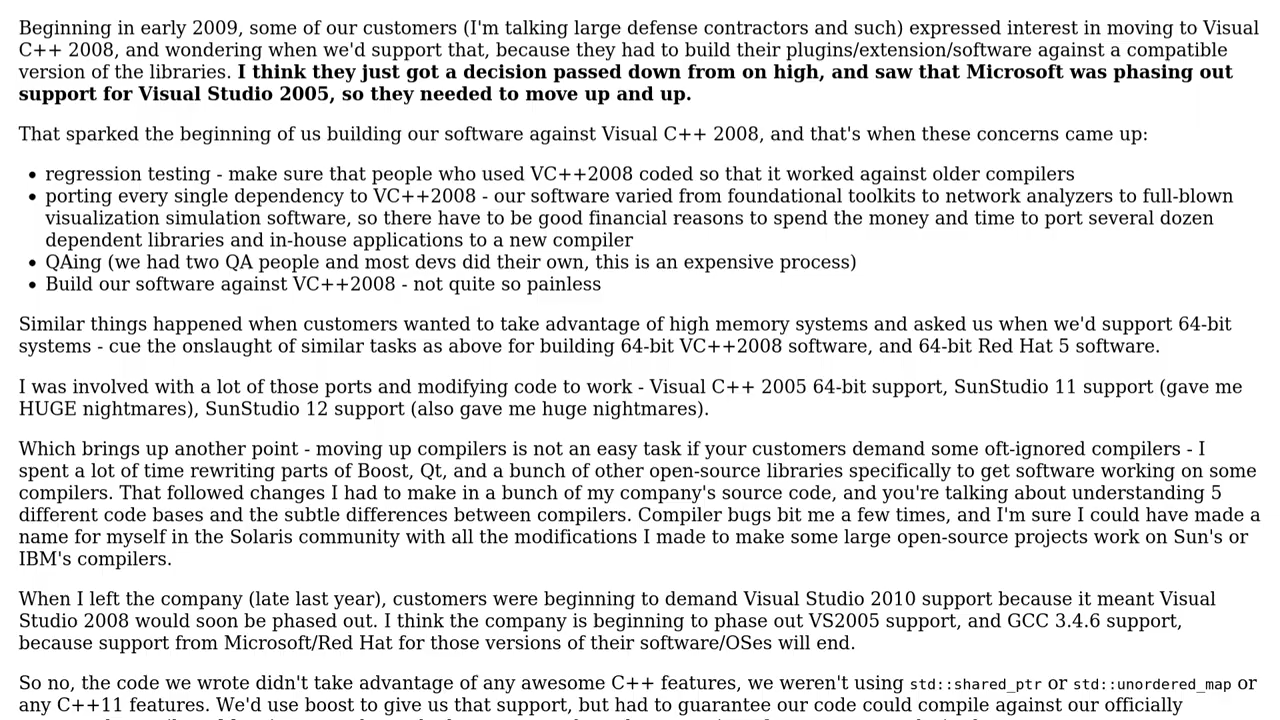 Beginning in early 2009, some of our customers (I'm talking large defense contractors and such) expressed interest in moving to Visual
C++ 2008, and wondering when we'd support that, because they had to build their plugins/extension/software against a compatible
version of the libraries. I think they just got a decision passed down from on high, and saw that Microsoft was phasing out
support for Visual Studio 2005, so they needed to move up and up.
That sparked the beginning of us building our software against Visual C++ 2008, and that's when these concerns came up:
• regression testing - make sure that people who used VC++2008 coded so that it worked against older compilers
• porting every single dependency to VC++2008 - our software varied from foundational toolkits to network analyzers to full-blown
visualization simulation software, so there have to be good financial reasons to spend the money and time to port several dozen
dependent libraries and in-house applications to a new compiler
• QAing (we had two QA people and most devs did their own, this is an expensive process)
• Build our software against VC++2008 - not quite so painless
Similar things happened when customers wanted to take advantage of high memory systems and asked us when we'd support 64-bit
systems - cue the onslaught of similar tasks as above for building 64-bit VC++2008 software, and 64-bit Red Hat 5 software.
I was involved with a lot of those ports and modifying code to work - Visual C++ 2005 64-bit support, SunStudio 11 support (gave me
HUGE nightmares), SunStudio 12 support (also gave me huge nightmares).
Which brings up another point - moving up compilers is not an easy task if your customers demand some oft-ignored compilers - I
spent a lot of time rewriting parts of Boost, Qt, and a bunch of other open-source libraries specifically to get software working on some
compilers. That followed changes I had to make in a bunch of my company's source code, and you're talking about understanding 5
different code bases and the subtle differences between compilers. Compiler bugs bit me a few times, and I'm sure I could have made a
name for myself in the Solaris community with all the modifications I made to make some large open-source projects work on Sun's or
IBM's compilers.
When I left the company (late last year), customers were beginning to demand Visual Studio 2010 support because it meant Visual
Studio 2008 would soon be phased out. I think the company is beginning to phase out VS2005 support, and GCC 3.4.6 support,
because support from Microsoft/Red Hat for those versions of their software/OSes will end.
So no, the code we wrote didn't take advantage of any awesome C++ features, we weren't using std::shared_ptr or std::unordered_map or
any C++11 features. We'd use boost to give us that support, but had to guarantee our code could compile against our officially